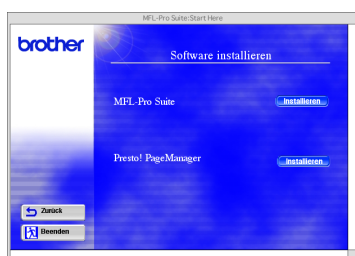 MFL-Pro Suite:Start Here
brother
Software installieren
MFL-Pro Suite
Installieren
Presto! PageManager
Installieren
Zurück
Beenden